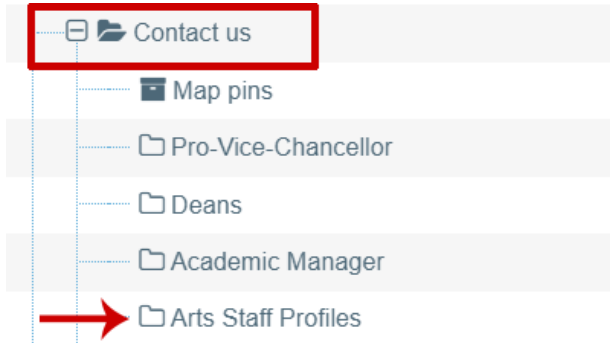 Contact us
Map pins
Pro-Vice-Chancellor
Deans
Academic Manager
Arts Staff Profiles